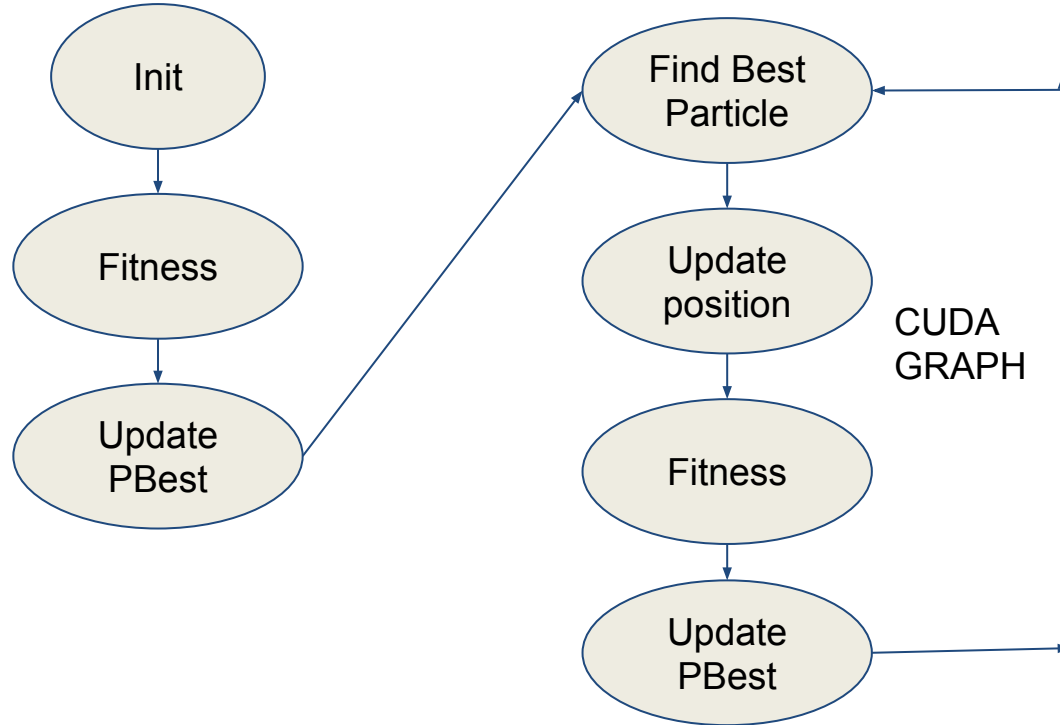 Init
Fitness
Update
PBest
Find Best
Particle
Update
position
Fitness
Update
PBest
CUDA
GRAPH